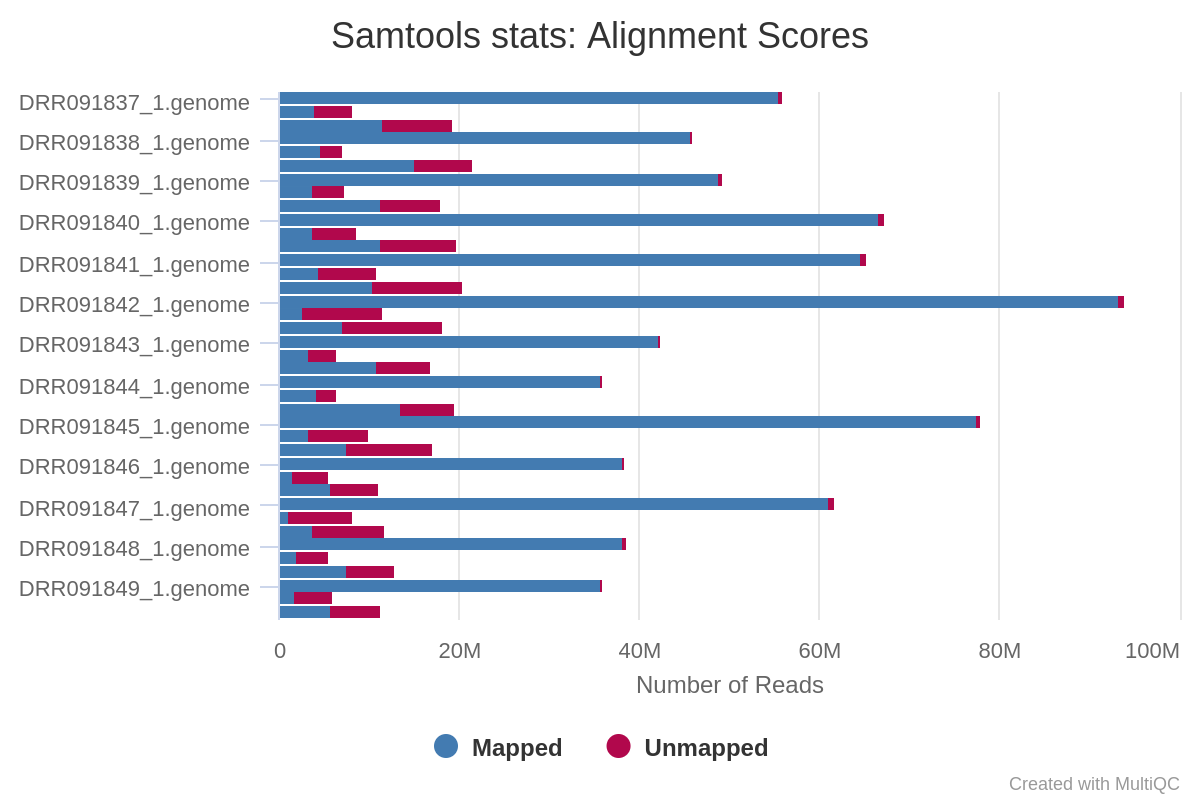 Samtools stats: Alignment Scores
DRR091837_1.genome
DRR091838_1.genome
DRR091839_1.genome
DRR091840_1.genome
DRR091841_1.genome
DRR091842_1.genome
DRR091843_1.genome
DRR091844_1.genome
DRR091845_1.genome
DRR091846_1.genome
DRR091847_1.genome
DRR091848_1.genome
DRR091849_1.genome
0 20M 40M 60M 80M 100M
Number of Reads
Mapped Unmapped
Created with MultiQC